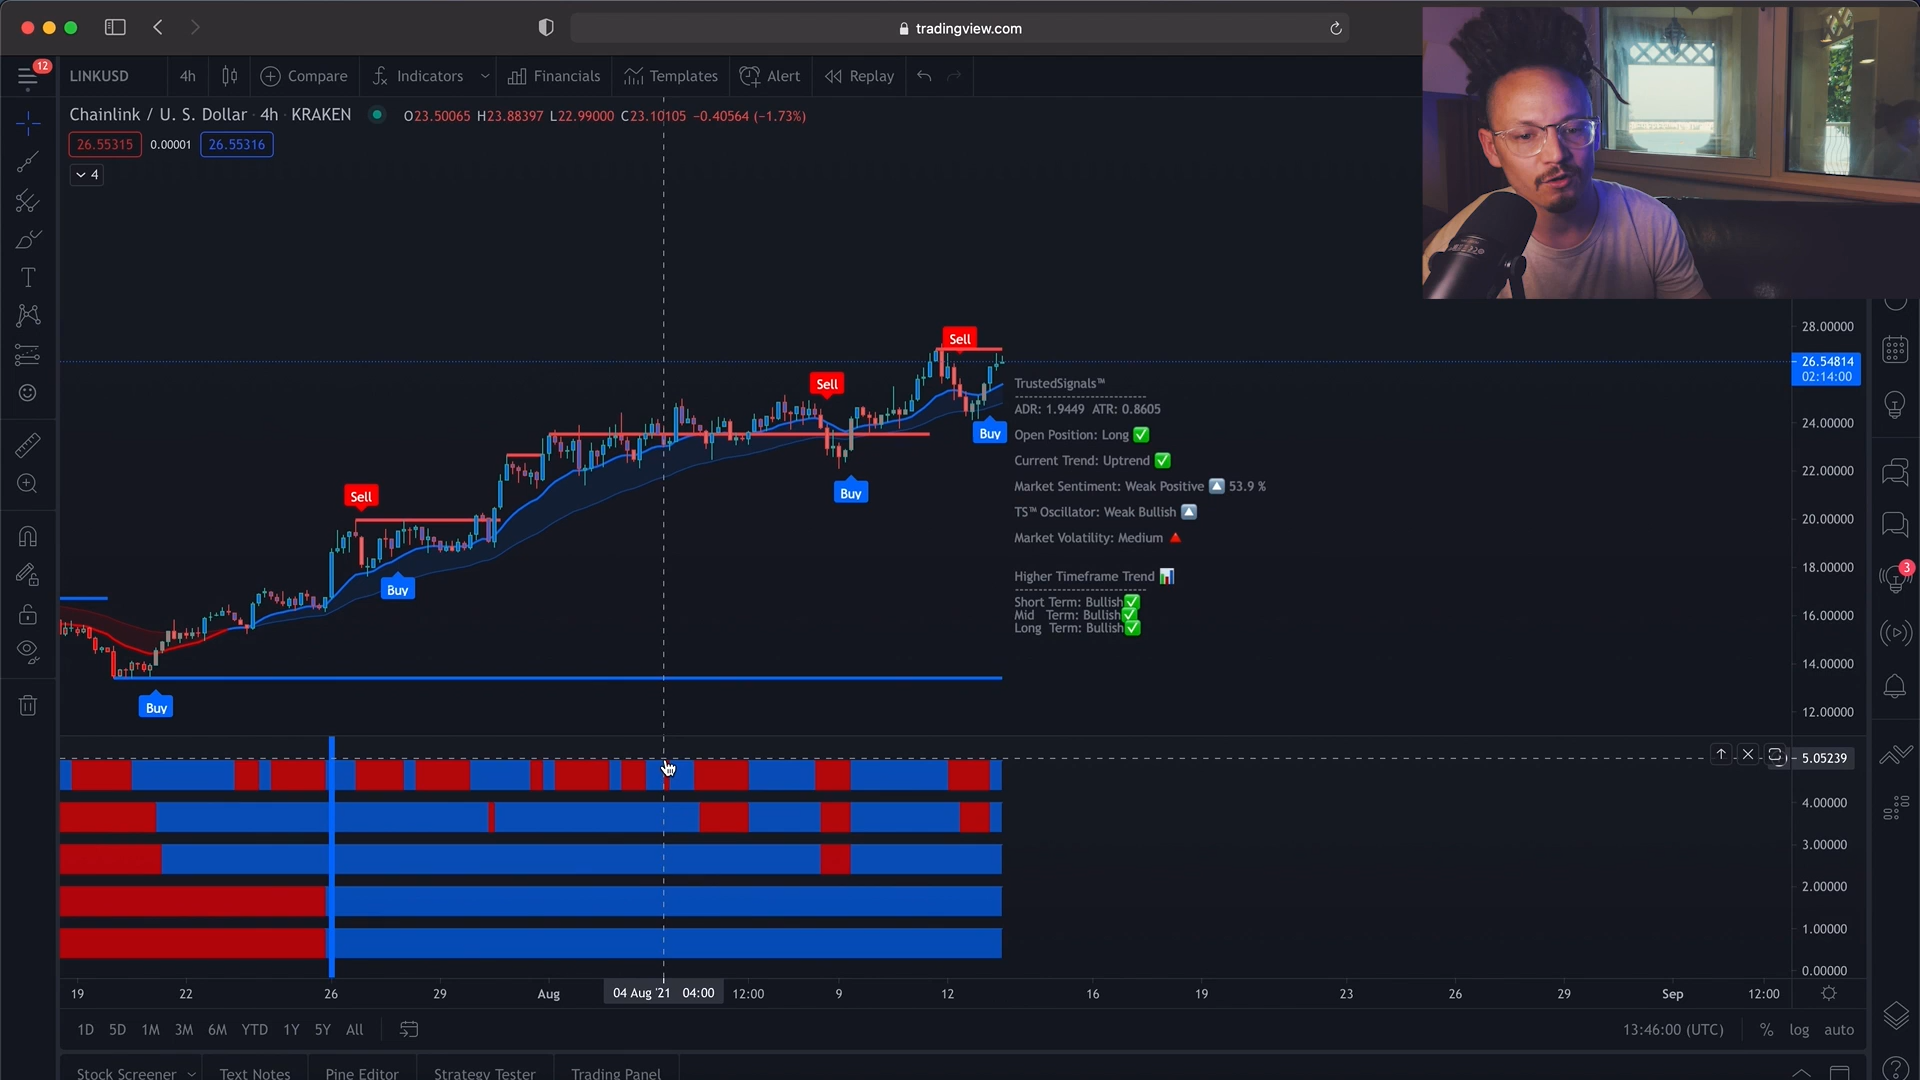 tradingview.com
12
LINKUSD 4h Compare Indicators Financials Templates Alert Replay
Chainlink / U. S. Dollar · 4h · KRAKEN O23.50065 H23.88397 L22.99000 C23.10105 −0.40564 (−1.73%)
26.55315 0.00001 26.55316
4
28.00000
Sell
26.54814
02:14:00
Sell
TrustedSignals™
ADR: 1.9449 ATR: 0.8605
24.00000
Buy
Open Position: Long ✅
Current Trend: Uptrend ✅
22.00000
Sell
Buy
Market Sentiment: Weak Positive 🔼 53.9 %
TS™ Oscillator: Weak Bullish 🔼
20.00000
Market Volatility: Medium 🔺
18.00000
3
Buy
Higher Timeframe Trend 📊
Short Term: Bullish✅
Mid Term: Bullish✅
Long Term: Bullish✅
16.00000
14.00000
Buy
12.00000
5.05239
4.00000
3.00000
2.00000
1.00000
0.00000
19 22 26 29 Aug 04 Aug '21 04:00 12:00 9 12 16 19 23 26 29 Sep 12:00
1D 5D 1M 3M 6M YTD 1Y 5Y All 13:46:00 (UTC) % log auto
Stock Screener Text Notes Pine Editor Strategy Tester Trading Panel